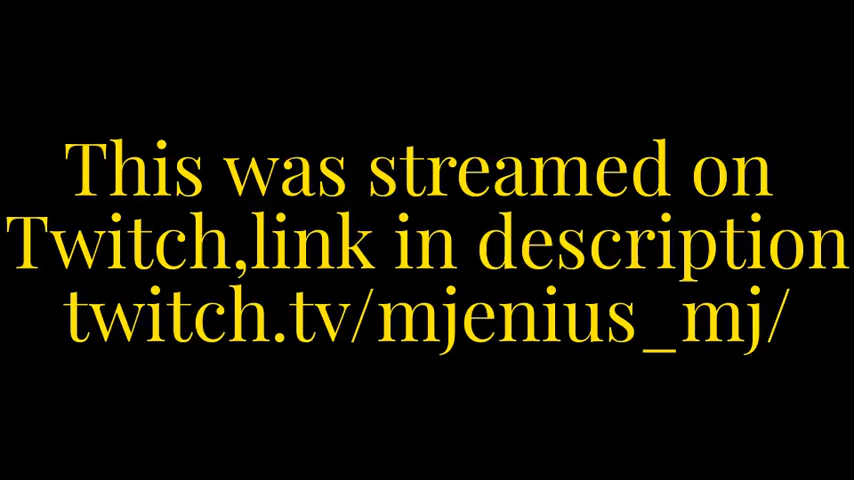 This was streamed on
Twitch,link in description
twitch.tv/mjenius_mj/